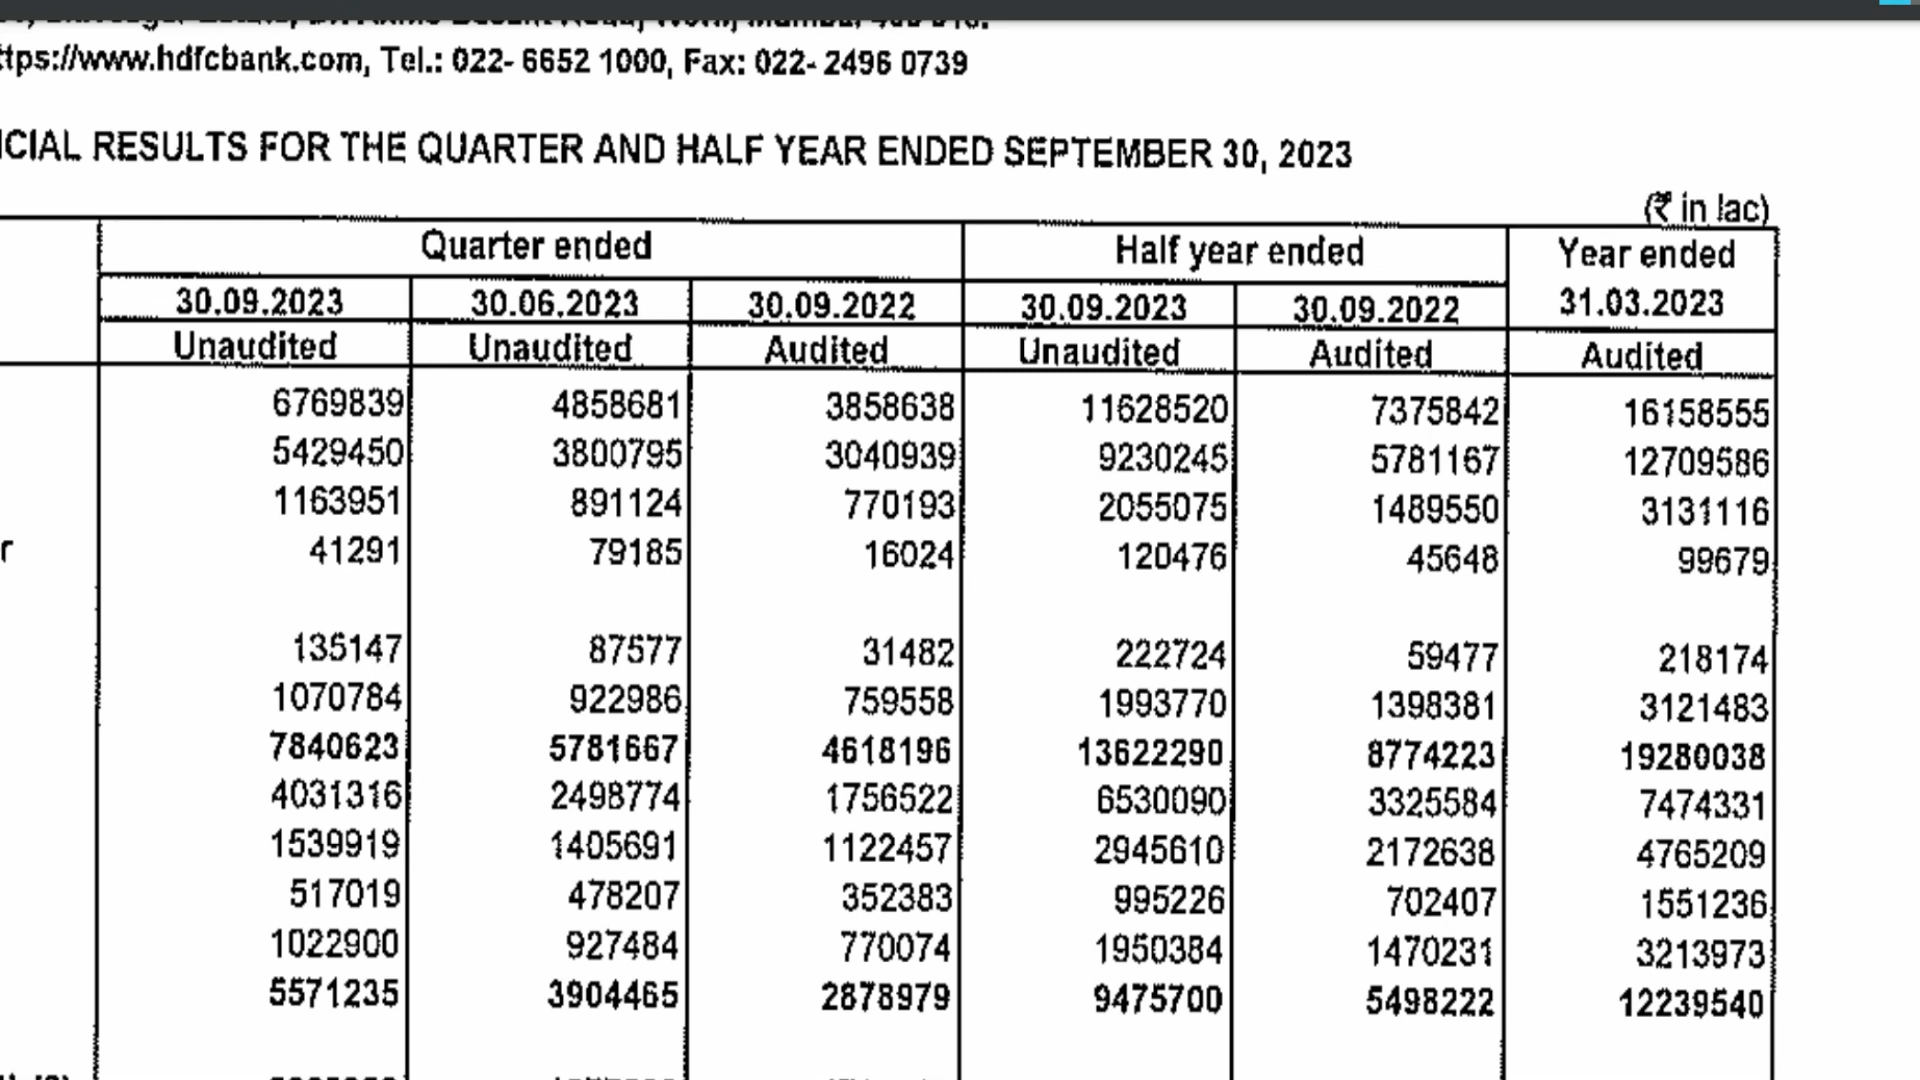 ttps://www.hdfcbank.com, Tel.: 022- 6652 1000, Fax: 022- 2496 0739
NCIAL RESULTS FOR THE QUARTER AND HALF YEAR ENDED SEPTEMBER 30, 2023
(₹ in lac)
Quarter ended Half year ended Year ended
30.09.2023 30.06.2023 30.09.2022 30.09.2023 30.09.2022 31.03.2023
Unaudited Unaudited Audited Unaudited Audited Audited
6769839 4858681 3858638 11628520 7375842 16158555
5429450 3800795 3040939 9230245 5781167 12709586
1163951 891124 770193 2055075 1489550 3131116
r 41291 79185 16024 120476 45648 99679
135147 87577 31482 222724 59477 218174
1070784 922986 759558 1993770 1398381 3121483
7840623 5781667 4618196 13622290 8774223 19280038
4031316 2498774 1756522 6530090 3325584 7474331
1539919 1405691 1122457 2945610 2172638 4765209
517019 478207 352383 995226 702407 1551236
1022900 927484 770074 1950384 1470231 3213973
5571235 3904465 2878979 9475700 5498222 12239540